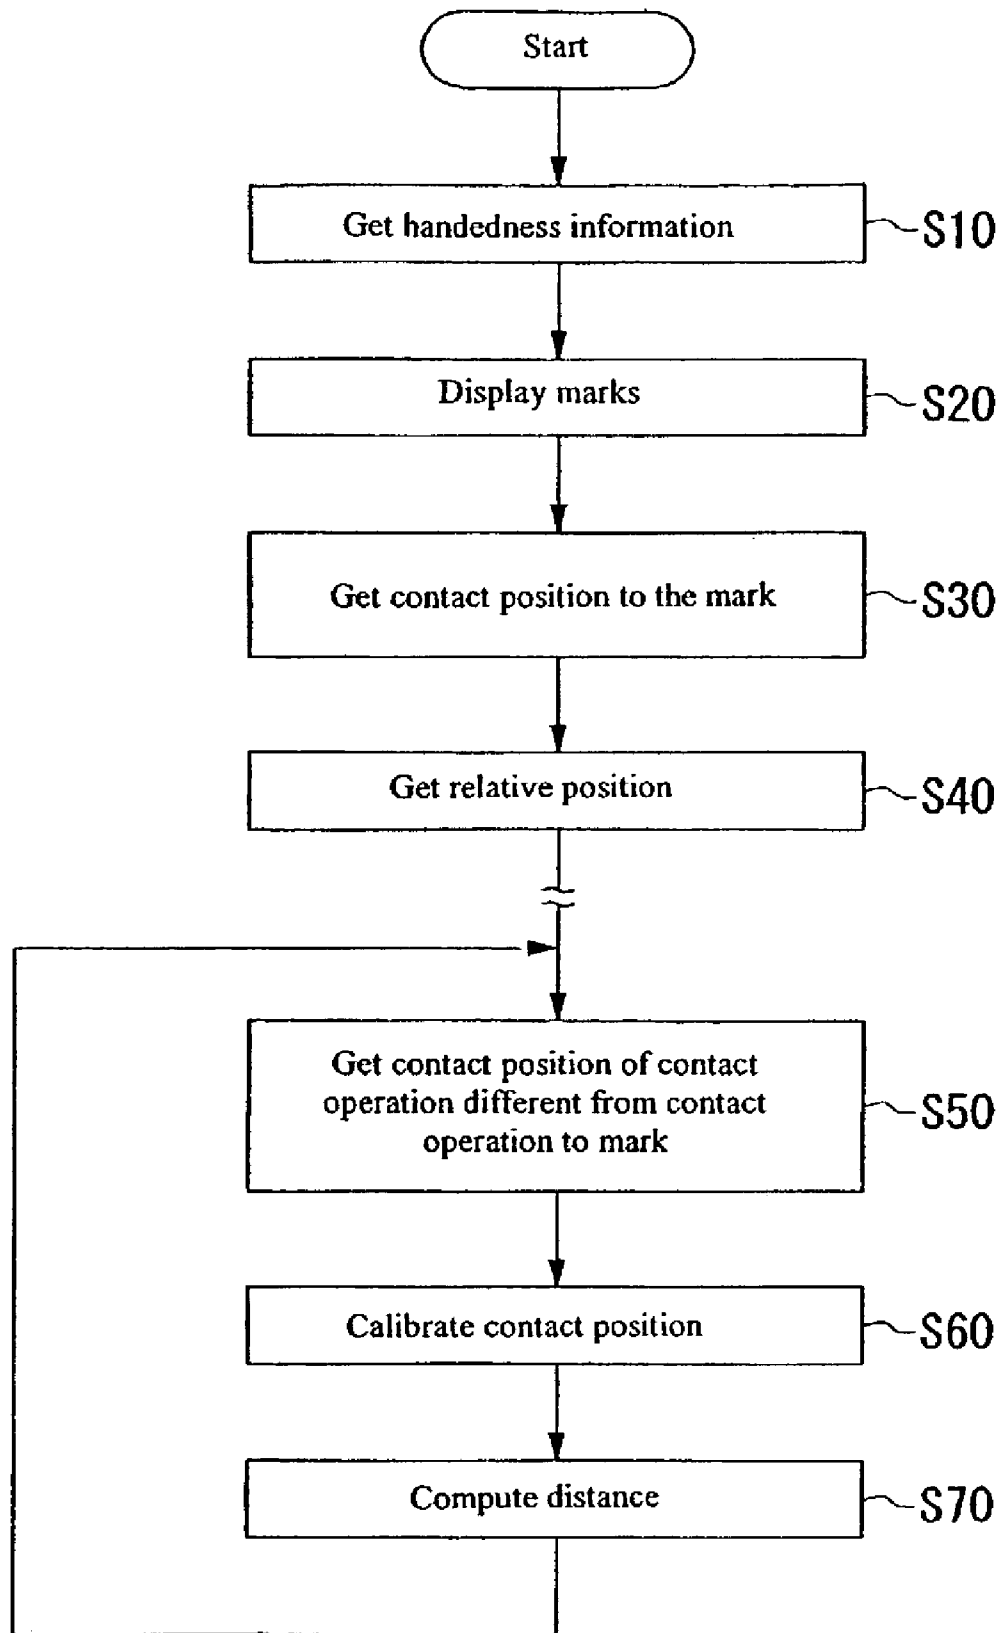 Start
Get handedness information
S10
Display marks
S20
Get contact position to the mark
S30
Get relative position
S40
Get contact position of contact
operation different from contact
operation to mark
S50
Calibrate contact position
S60
Compute distance
S70